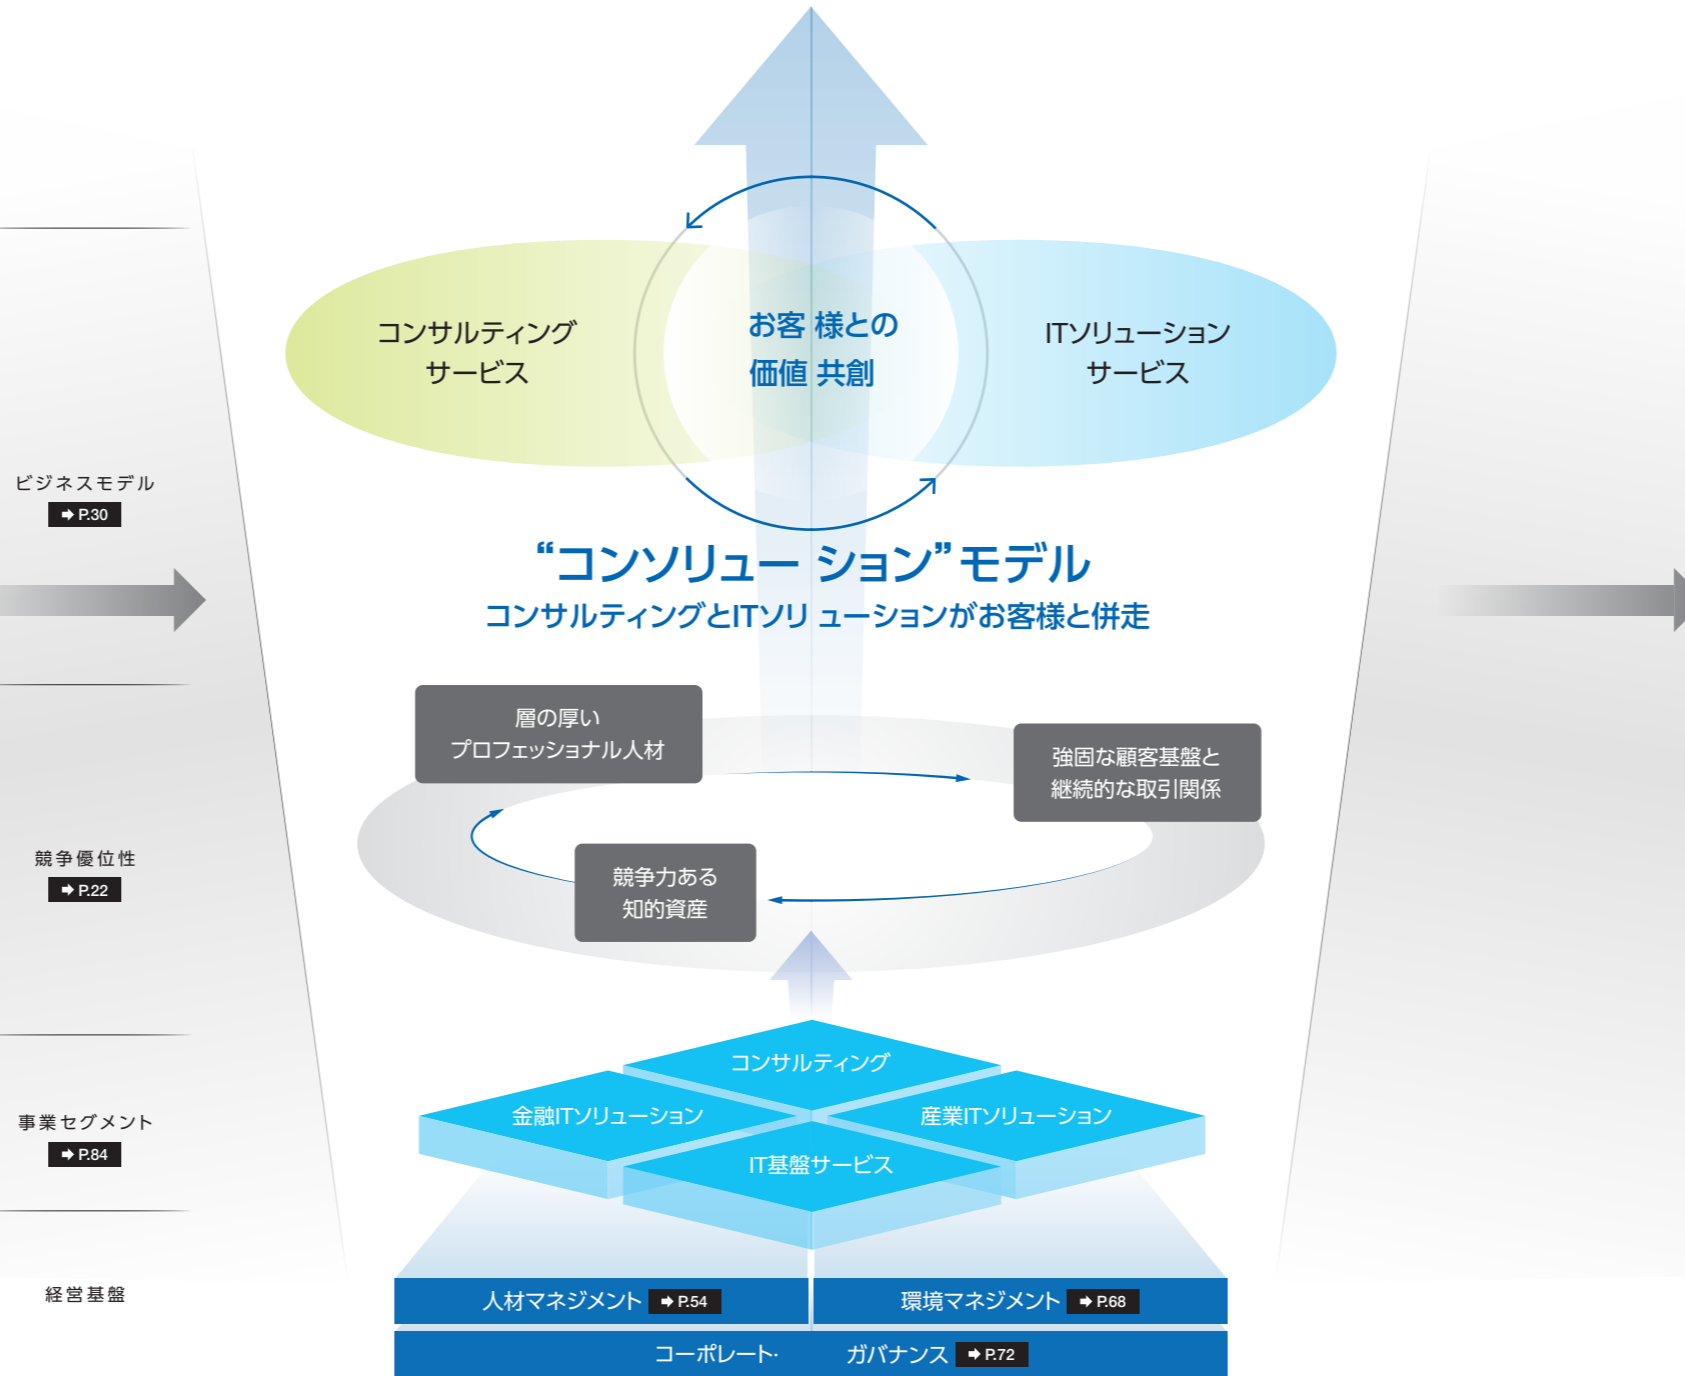 コンサルティング
サービス
お客様との
価値共創
ITソリューション
サービス
ビジネスモデル
➡ P.30
“コンソリューション”モデル
コンサルティングとITソリューションがお客様と併走
競争優位性
➡ P.22
層の厚い
プロフェッショナル人材
強固な顧客基盤と
継続的な取引関係
競争力ある
知的資産
事業セグメント
➡ P.84
コンサルティング
金融ITソリューション
産業ITソリューション
IT基盤サービス
経営基盤
人材マネジメント ➡ P.54
環境マネジメント ➡ P.68
コーポレート・ガバナンス ➡ P.72